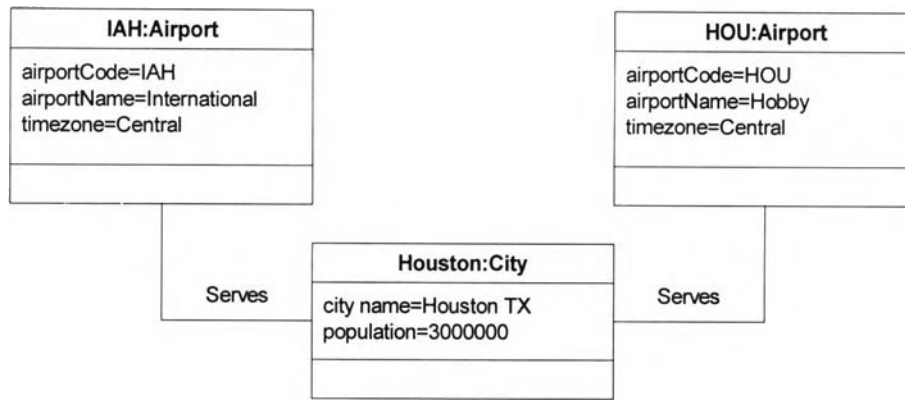 IAH:Airport
airportCode=IAH
airportName=International
timezone=Central
HOU:Airport
airportCode=HOU
airportName=Hobby
timezone=Central
Serves
Houston:City
city name=Houston TX
population=3000000
Serves